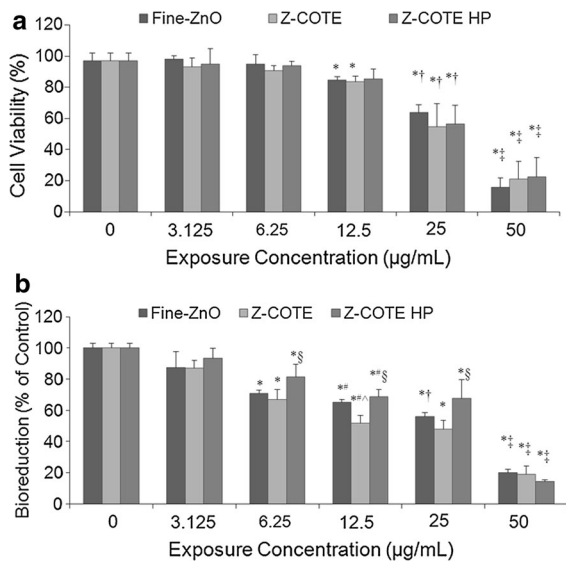 a
Fine-ZnO Z-COTE Z-COTE HP
Cell Viability (%)
120
100
80
60
40
20
0
* *
*† *† *†
*‡ *‡ *‡
0 3.125 6.25 12.5 25 50
Exposure Concentration (µg/mL)
b
Fine-ZnO Z-COTE Z-COTE HP
Bioreduction (% of Control)
120
100
80
60
40
20
0
* * *§
*# *#^ *#§
*† * *§
*‡ *‡ *‡
0 3.125 6.25 12.5 25 50
Exposure Concentration (µg/mL)